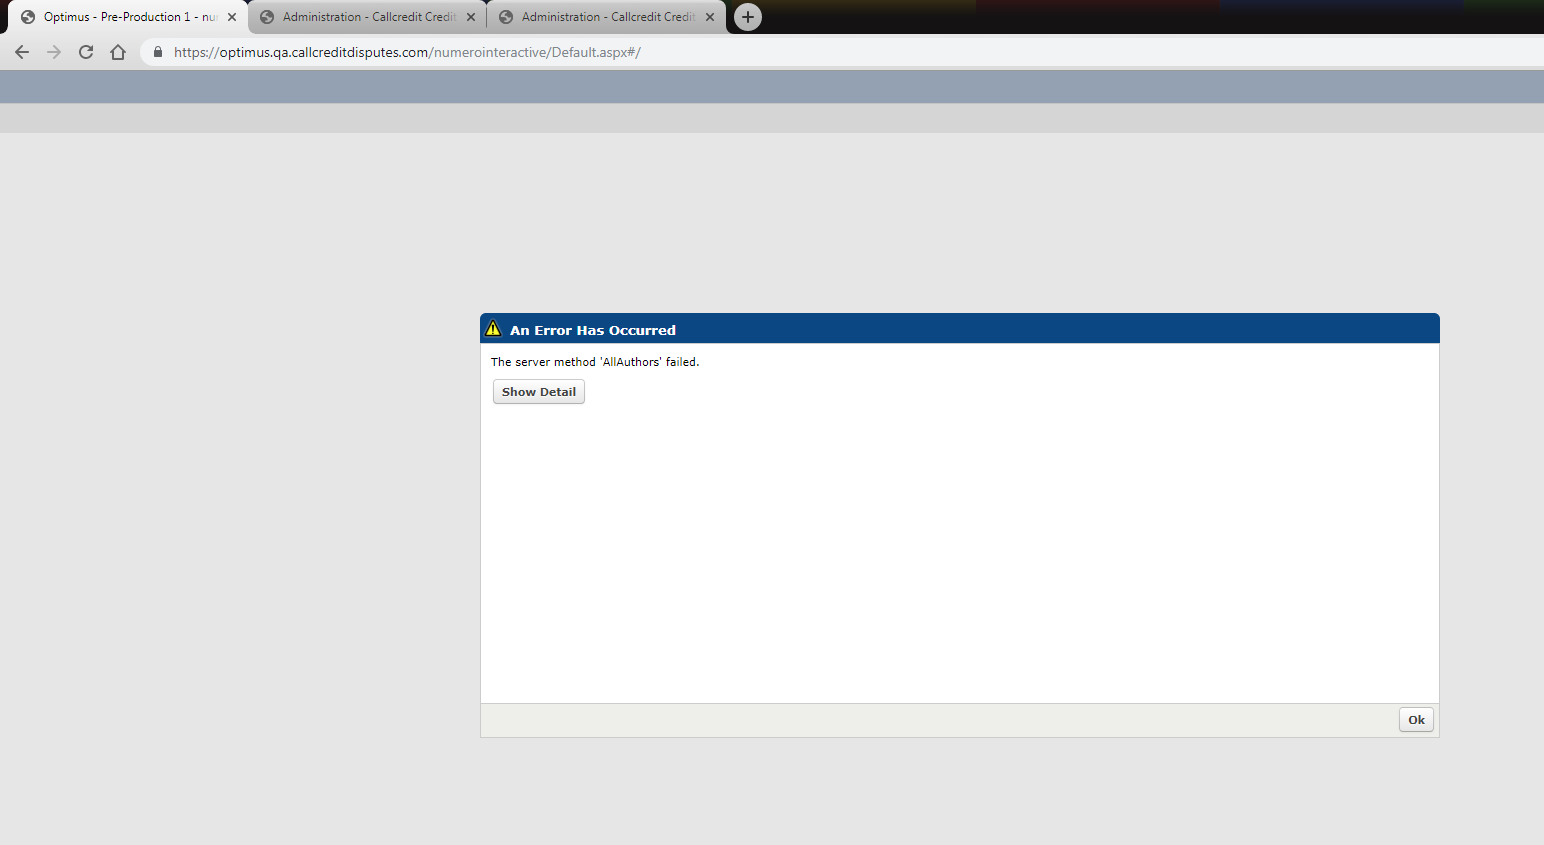 Optimus - Pre-Production 1 - nu
Administration - Callcredit Credit
Administration - Callcredit Credit
https://optimus.qa.callcreditdisputes.com/numerointeractive/Default.aspx#/
An Error Has Occurred
The server method 'AllAuthors' failed.
Show Detail
Ok